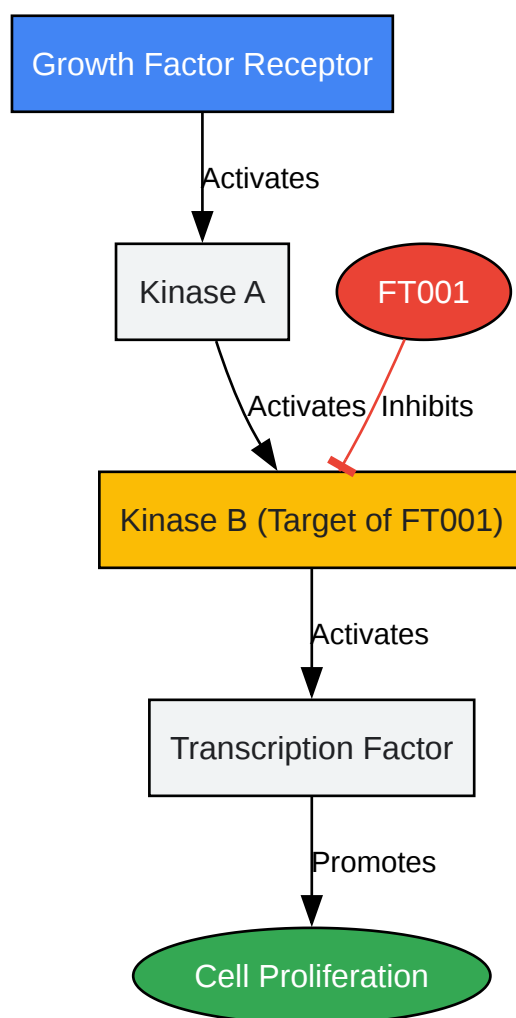 Growth Factor Receptor
Activates
Kinase A
FT001
Activates
Inhibits
Kinase B (Target of FT001)
Activates
Transcription Factor
Promotes
Cell Proliferation